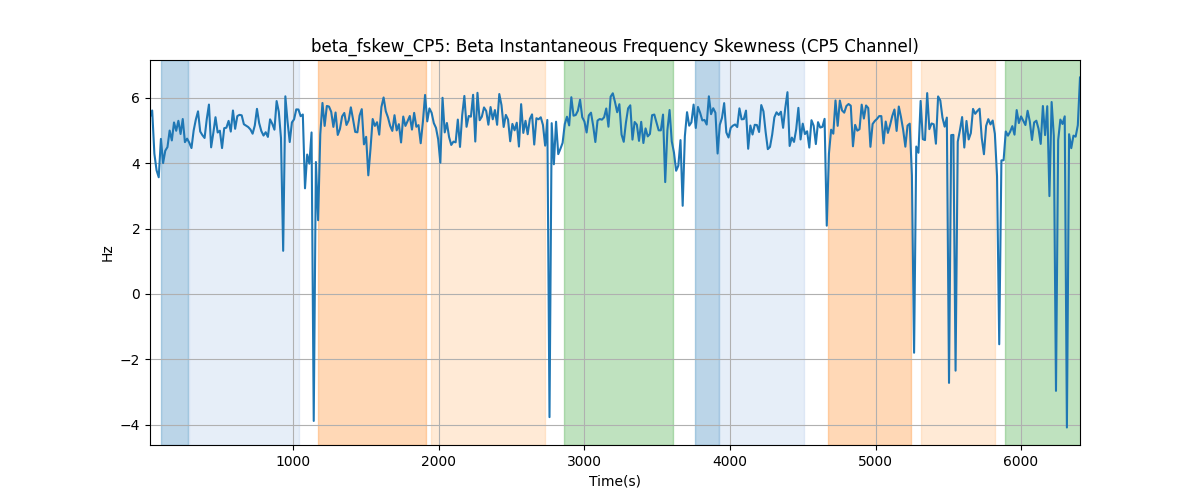 beta_fskew_CP5: Beta Instantaneous Frequency Skewness (CP5 Channel)
6
4
2
0
−2
−4
Hz
1000 2000 3000 4000 5000 6000
Time(s)